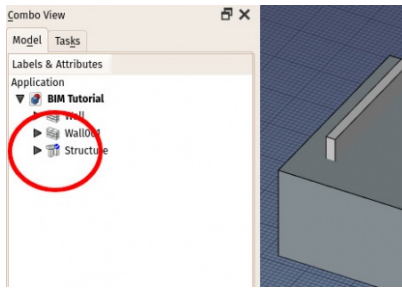 Combo View
Model Tasks
Labels & Attributes
Application
BIM Tutorial
Wall
Wall001
Structure